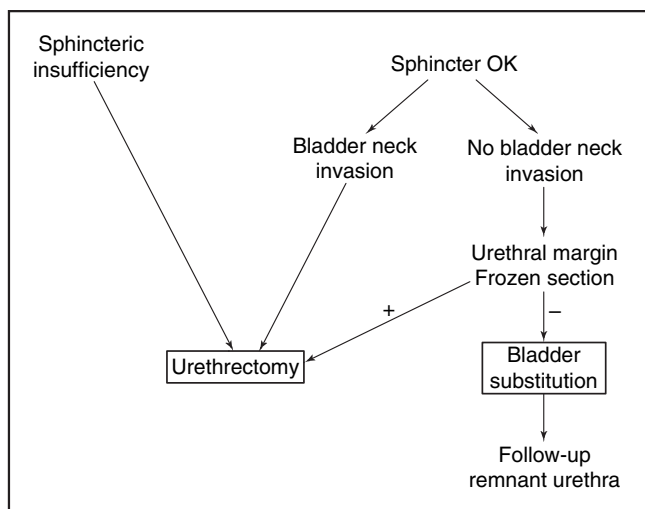 Sphincteric
insufficiency
Sphincter OK
Bladder neck
invasion
No bladder neck
invasion
Urethral margin
Frozen section
+
−
Urethrectomy
Bladder
substitution
Follow-up
remnant urethra